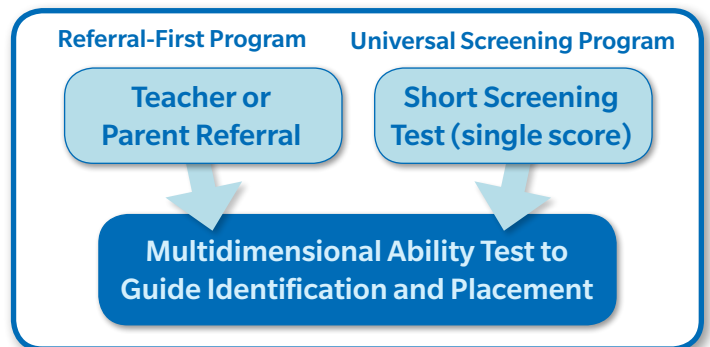 Referral-First Program
Universal Screening Program
Teacher or
Parent Referral
Short Screening
Test (single score)
Multidimensional Ability Test to
Guide Identification and Placement